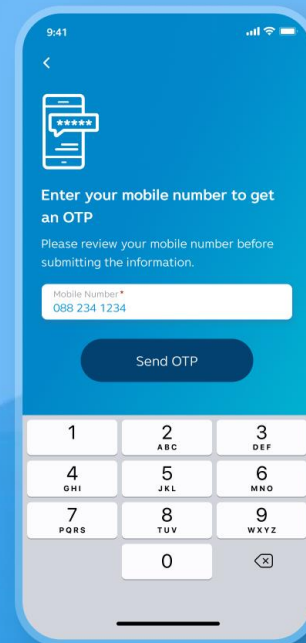 9:41
Enter your mobile number to get
an OTP
Please review your mobile number before
submitting the information.
Mobile Number*
088 234 1234
Send OTP
1
2
ABC
3
DEF
4
GHI
5
JKL
6
MNO
7
PQRS
8
TUV
9
WXYZ
0